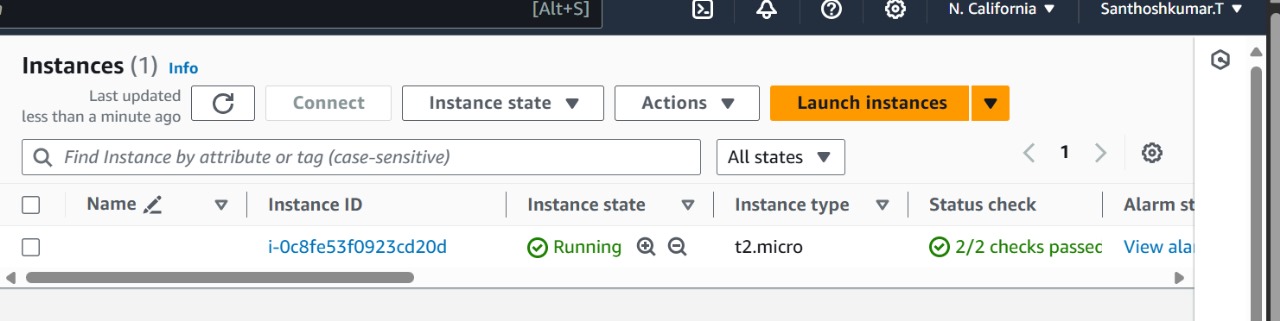 [Alt+S] N. California Santhoshkumar.T
Instances (1) Info
Last updated
less than a minute ago
Connect Instance state Actions Launch instances
Find Instance by attribute or tag (case-sensitive) All states 1
Name Instance ID Instance state Instance type Status check Alarm st
i-0c8fe53f0923cd20d Running t2.micro 2/2 checks passec View ala